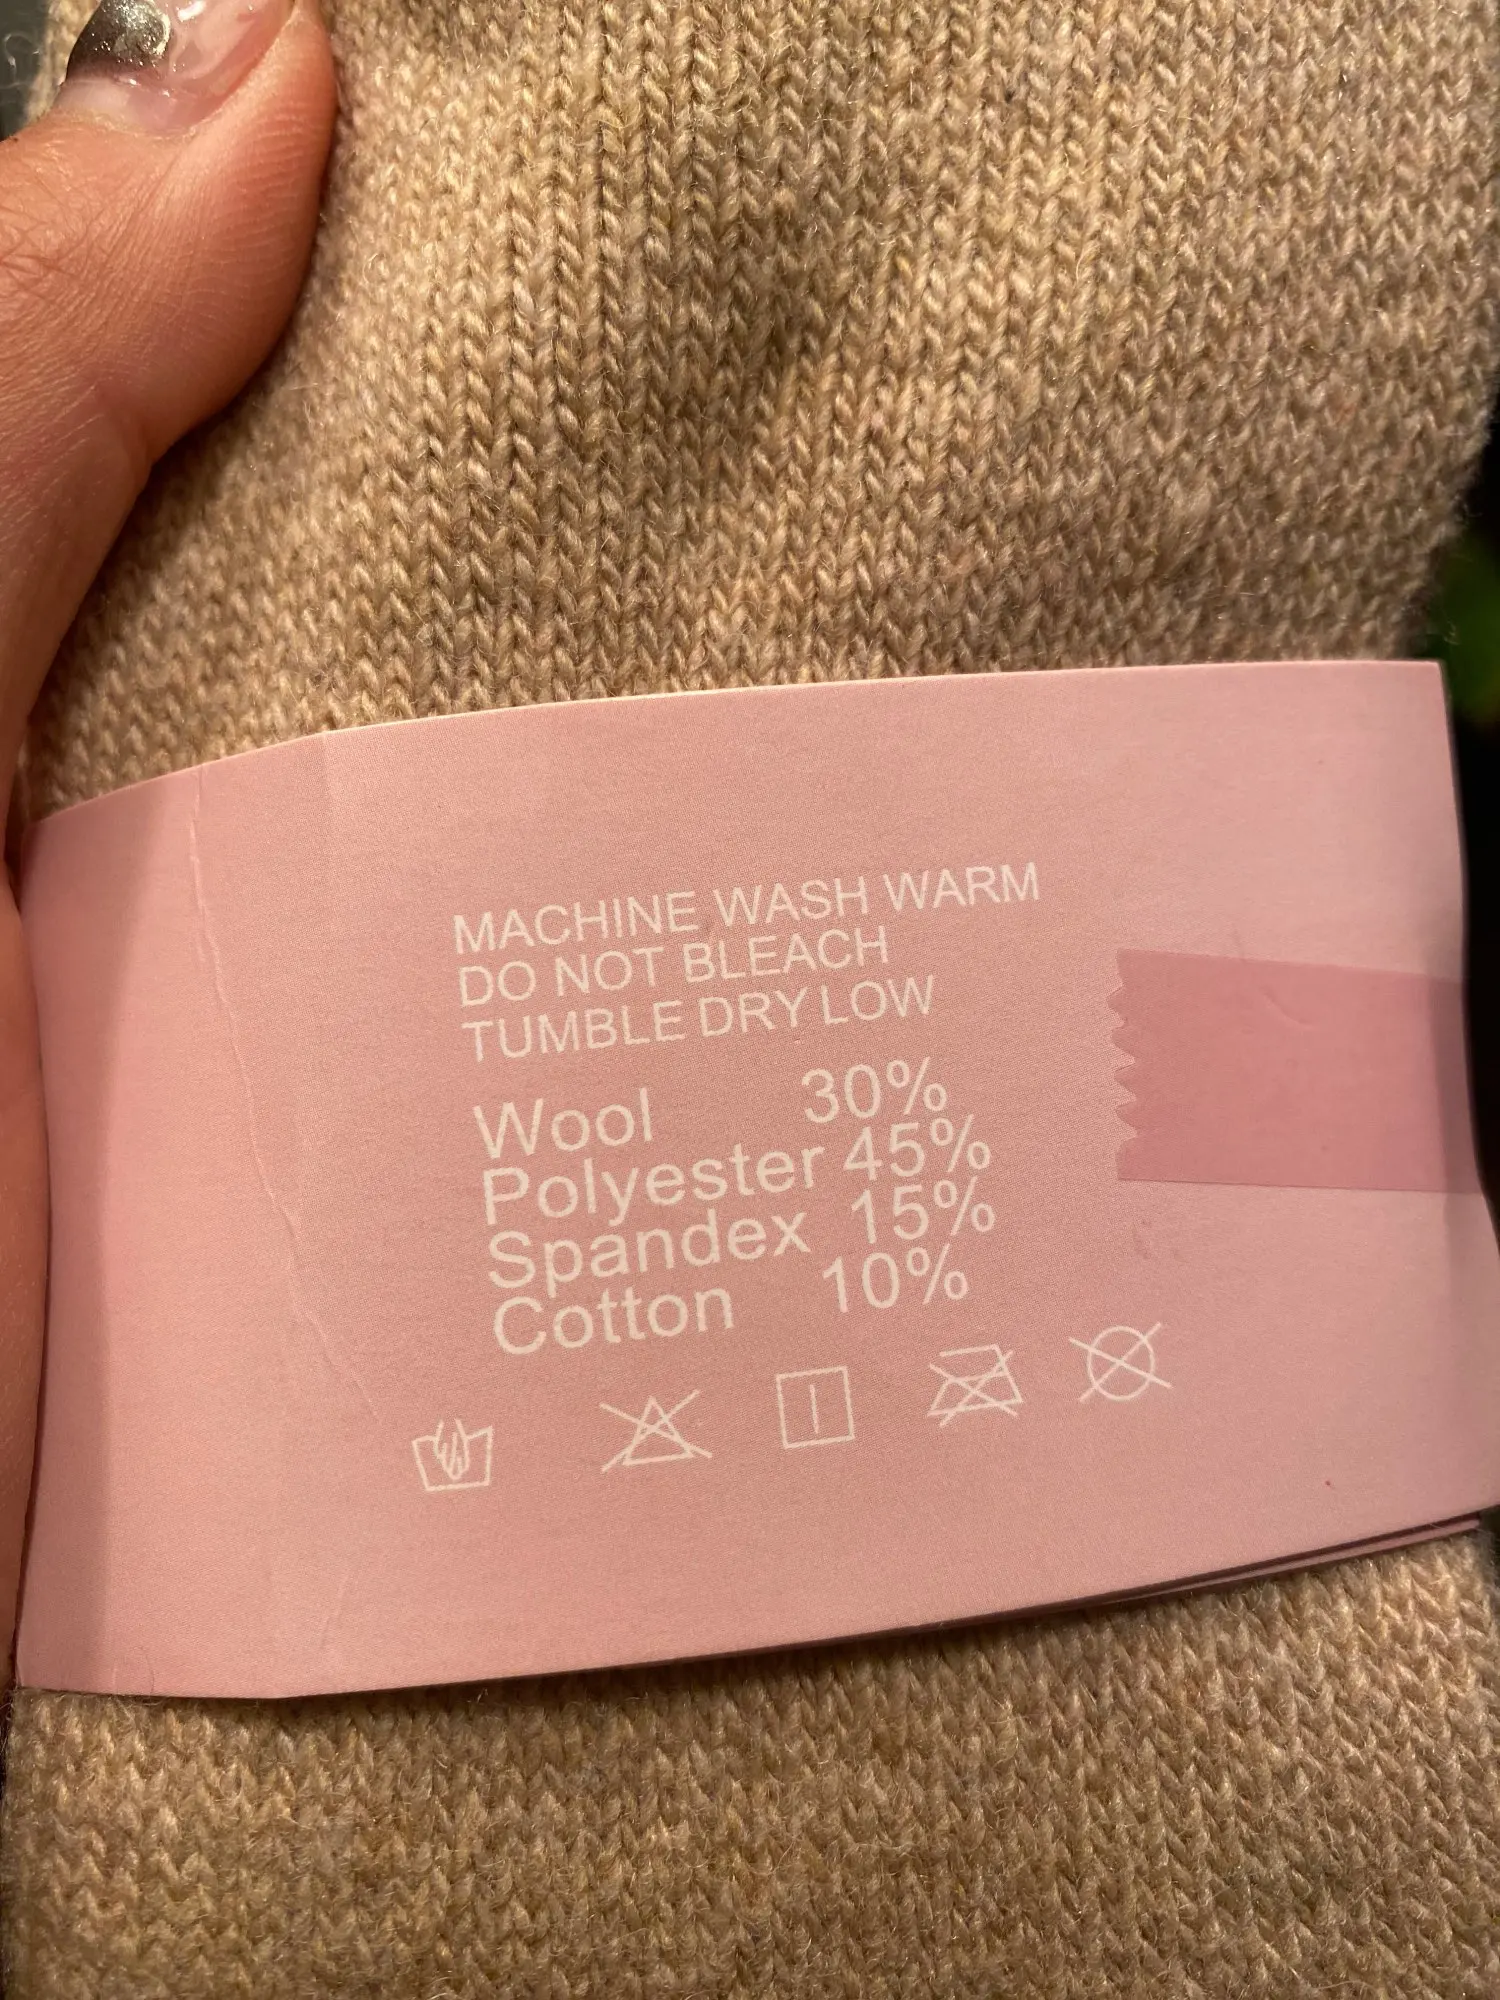 MACHINE WASH WARM
DO NOT BLEACH
TUMBLE DRY LOW
Wool 30%
Polyester 45%
Spandex 15%
Cotton 10%